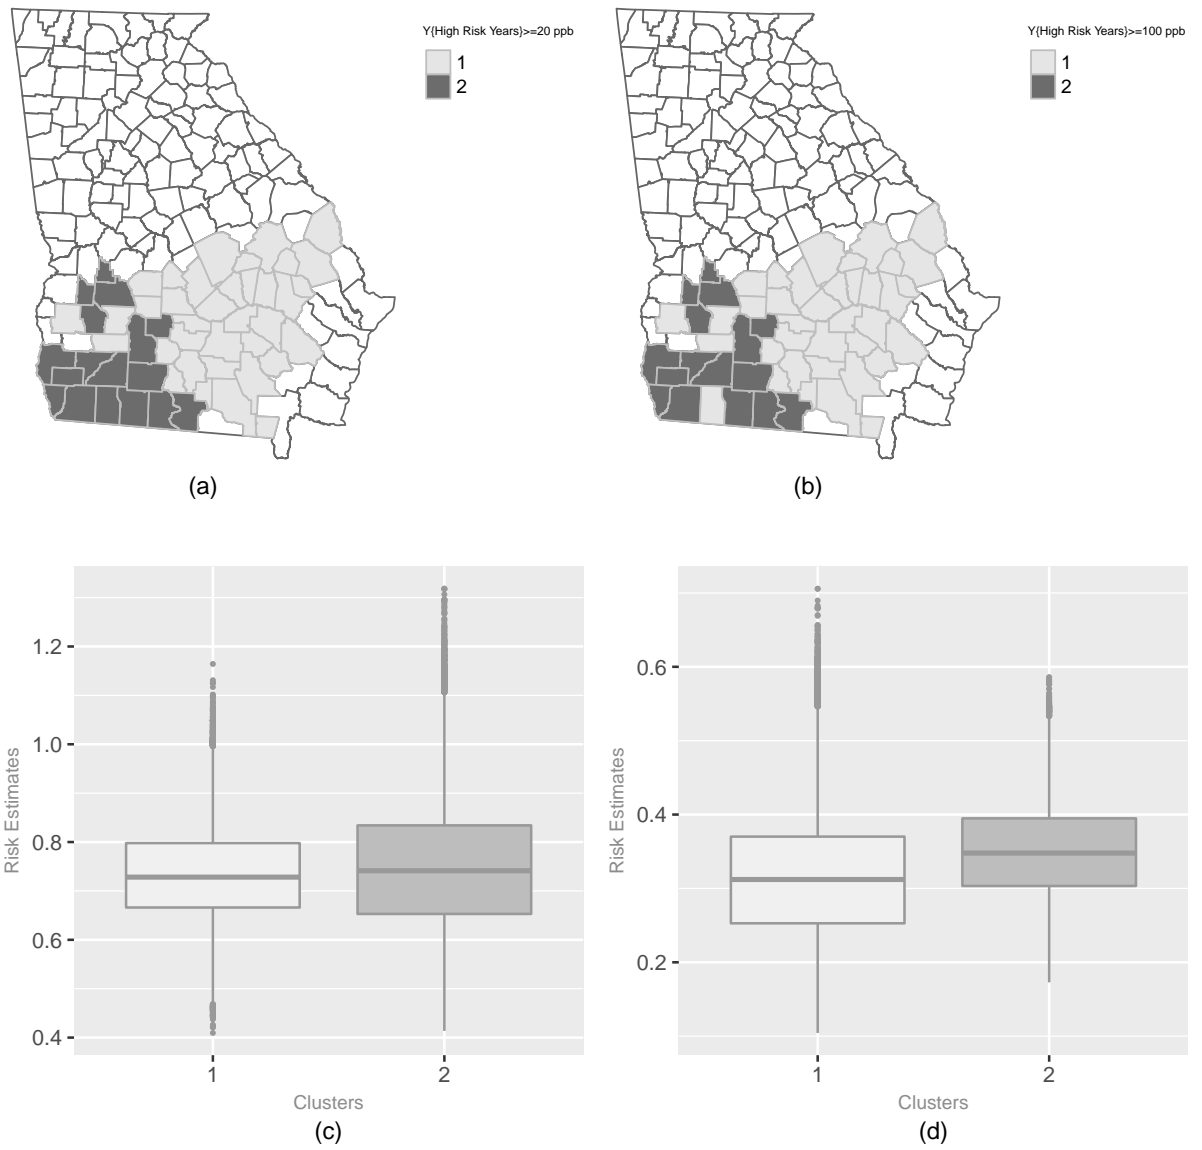 Y{High Risk Years}>=20 ppb
1
2
(a)
Y{High Risk Years}>=100 ppb
1
2
(b)
Risk Estimates
1.2
1.0
0.8
0.6
0.4
1
2
Clusters
(c)
Risk Estimates
0.6
0.4
0.2
1
2
Clusters
(d)